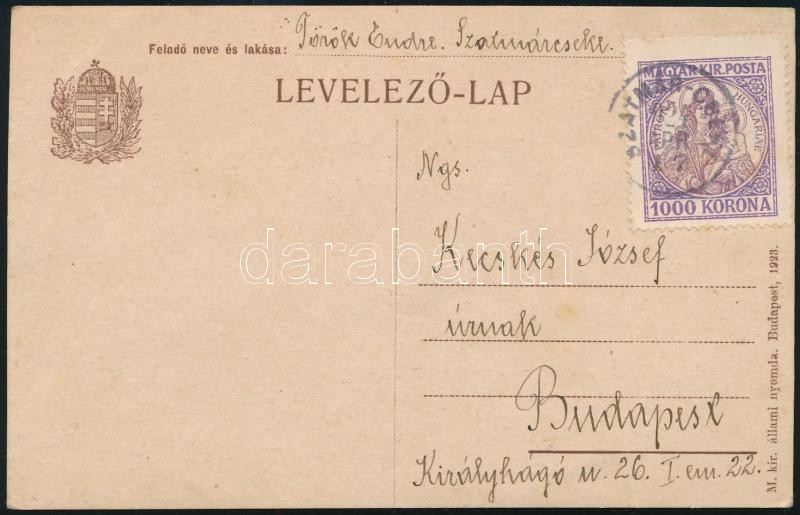 Feladó neve és lakása: Török Endre. Szatmárcseke.
LEVELEZŐ-LAP
MAGYAR KIR. POSTA
PATRONA HUNGARIAE
1000 KORONA
Ngs.
Kecskés József
úrnak
Budapest
Királyhágó u. 26. I. em. 22.
M. kir. állami nyomda. Budapest, 1923.
darabanth